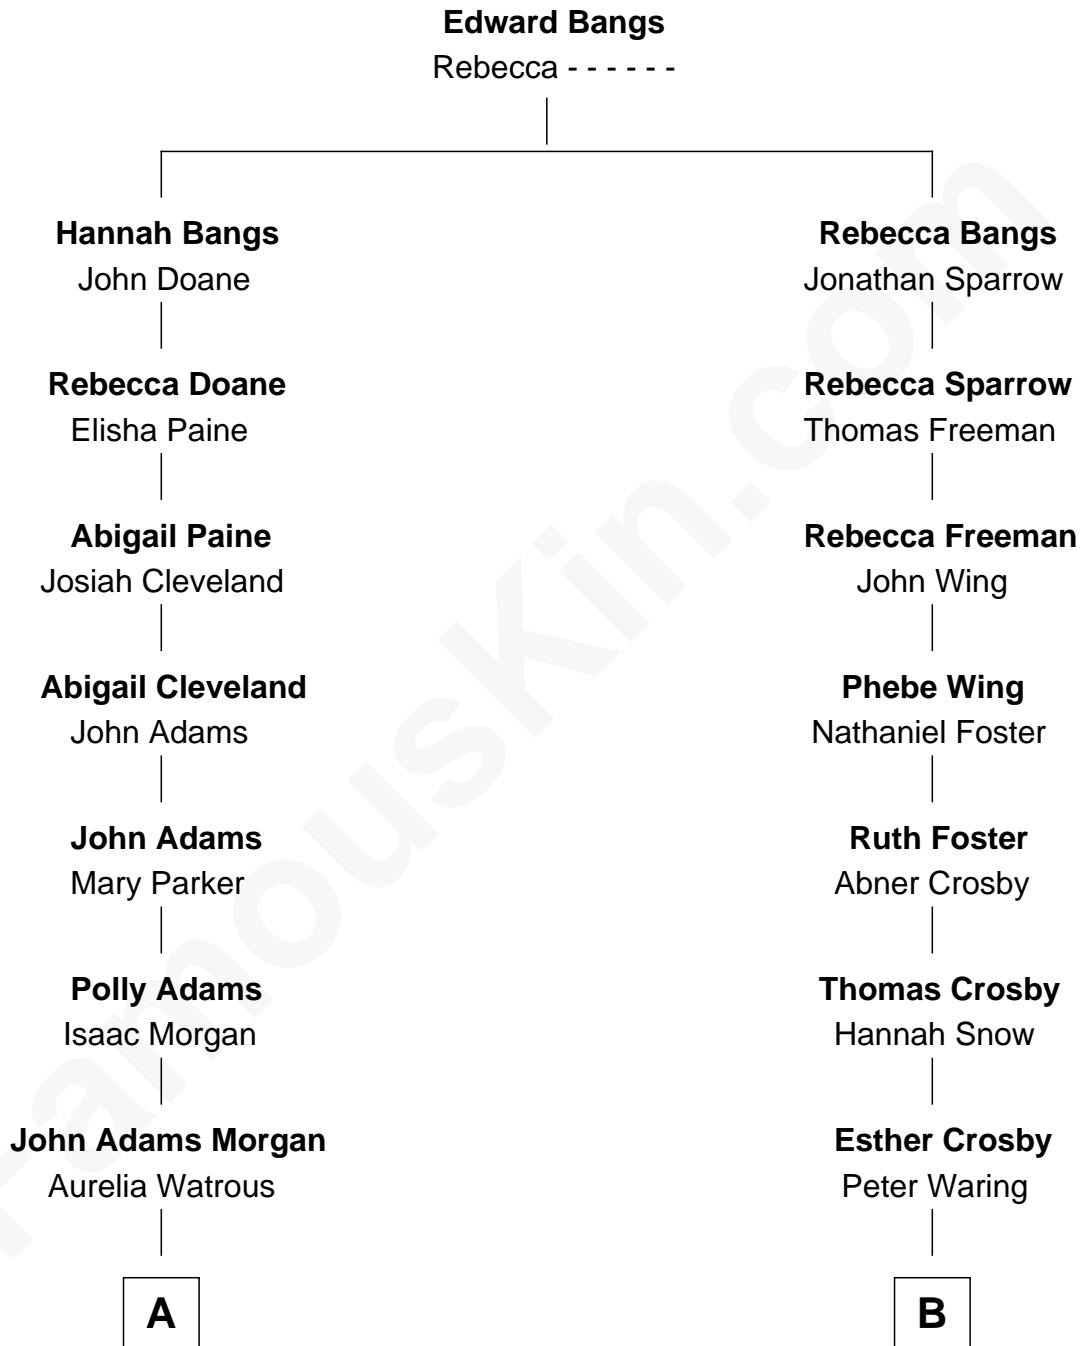 Edward Bangs
Rebecca - - - - - -
Hannah Bangs
John Doane
Rebecca Bangs
Jonathan Sparrow
Rebecca Doane
Elisha Paine
Rebecca Sparrow
Thomas Freeman
Abigail Paine
Josiah Cleveland
Rebecca Freeman
John Wing
Abigail Cleveland
John Adams
Phebe Wing
Nathaniel Foster
John Adams
Mary Parker
Ruth Foster
Abner Crosby
Polly Adams
Isaac Morgan
Thomas Crosby
Hannah Snow
John Adams Morgan
Aurelia Watrous
Esther Crosby
Peter Waring
A
B
FamousKin.com